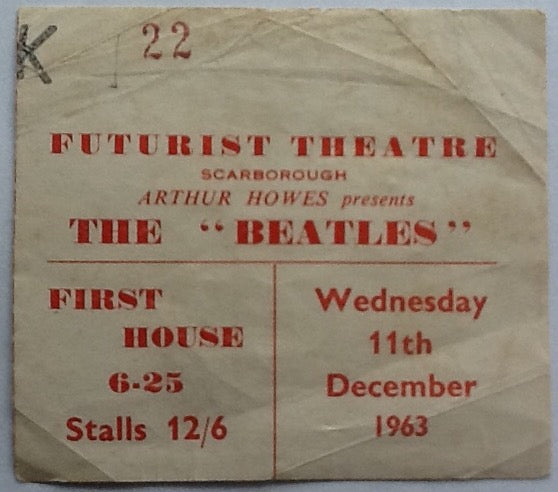 K 22
FUTURIST THEATRE
SCARBOROUGH
ARTHUR HOWES presents
THE "BEATLES"
FIRST
HOUSE
6-25
Stalls 12/6
Wednesday
11th
December
1963